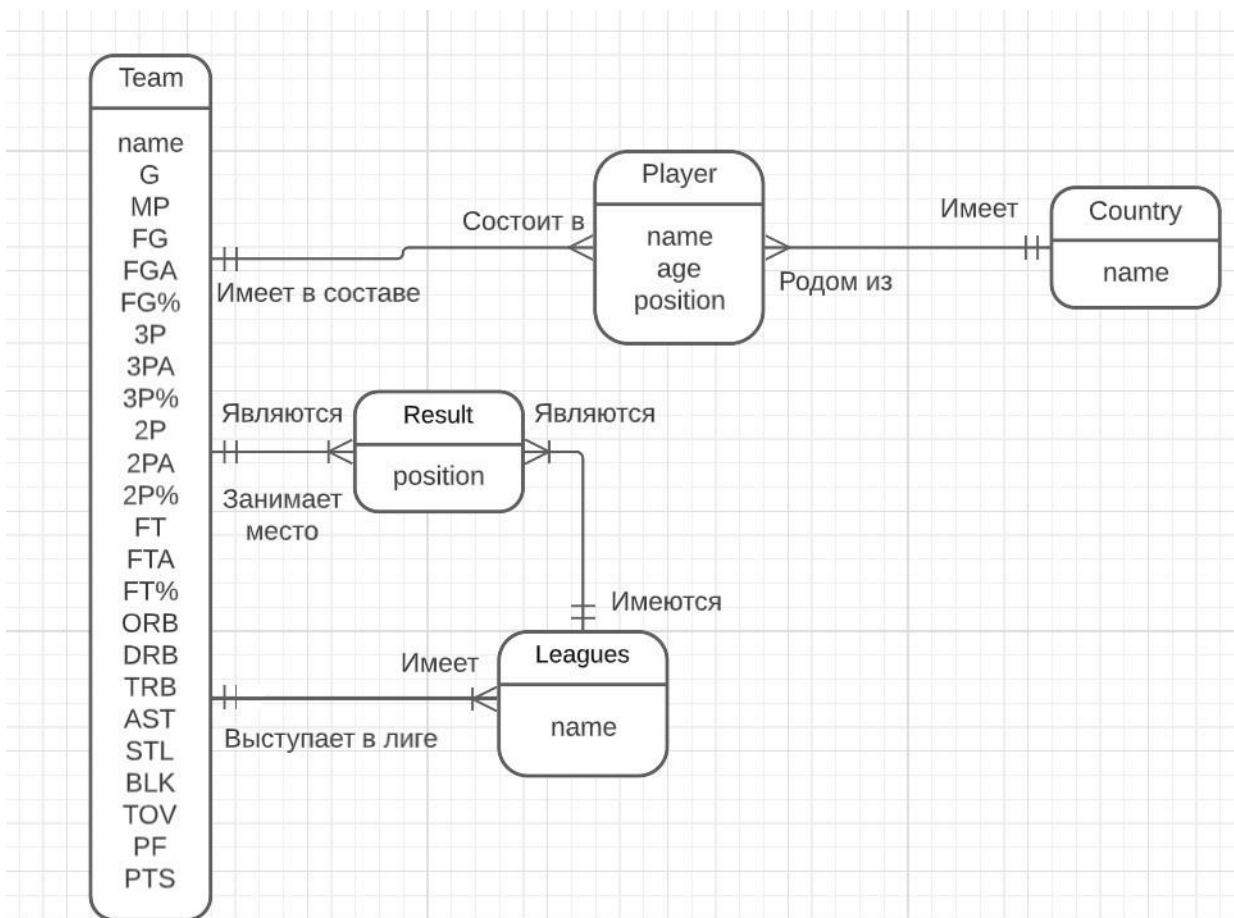 Team
name
G
MP
FG
FGA
FG%
3P
3PA
3P%
2P
2PA
2P%
FT
FTA
FT%
ORB
DRB
TRB
AST
STL
BLK
TOV
PF
PTS
Состоит в
Имеет в составе
Player
name
age
position
Имеет
Родом из
Country
name
Являются
Занимает
место
Result
position
Являются
Имеются
Имеет
Выступает в лиге
Leagues
name